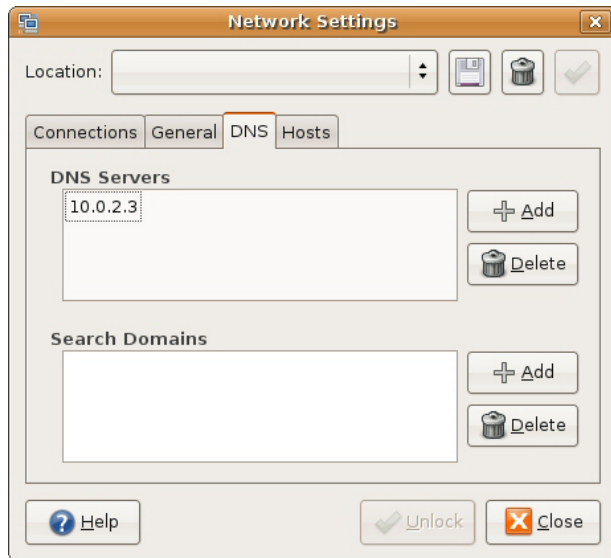 Network Settings
Location:
Connections General DNS Hosts
DNS Servers
10.0.2.3
Add
Delete
Search Domains
Add
Delete
Help Unlock Close